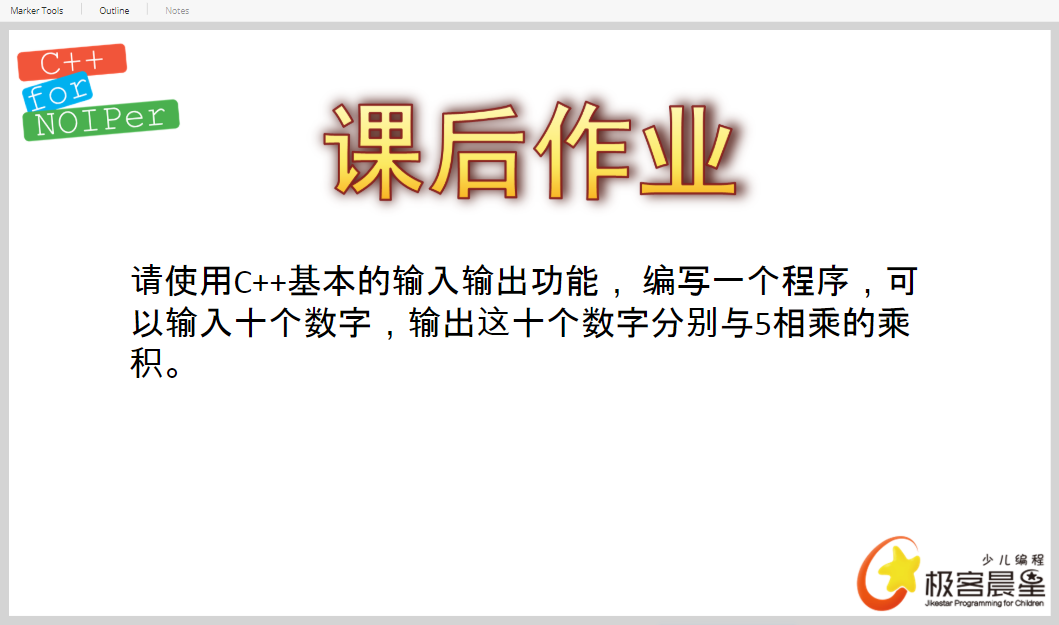 Marker Tools Outline Notes
C++
for
NOIPer
课后作业
请使用C++基本的输入输出功能，编写一个程序，可
以输入十个数字，输出这十个数字分别与5相乘的乘
积。
少儿编程
极客晨星
Jikestar Programming for Children